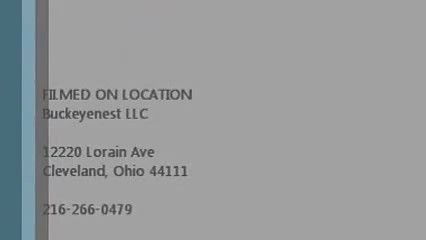 FILMED ON LOCATION
Buckeyenest LLC
12220 Lorain Ave
Cleveland, Ohio 44111
216-266-0479